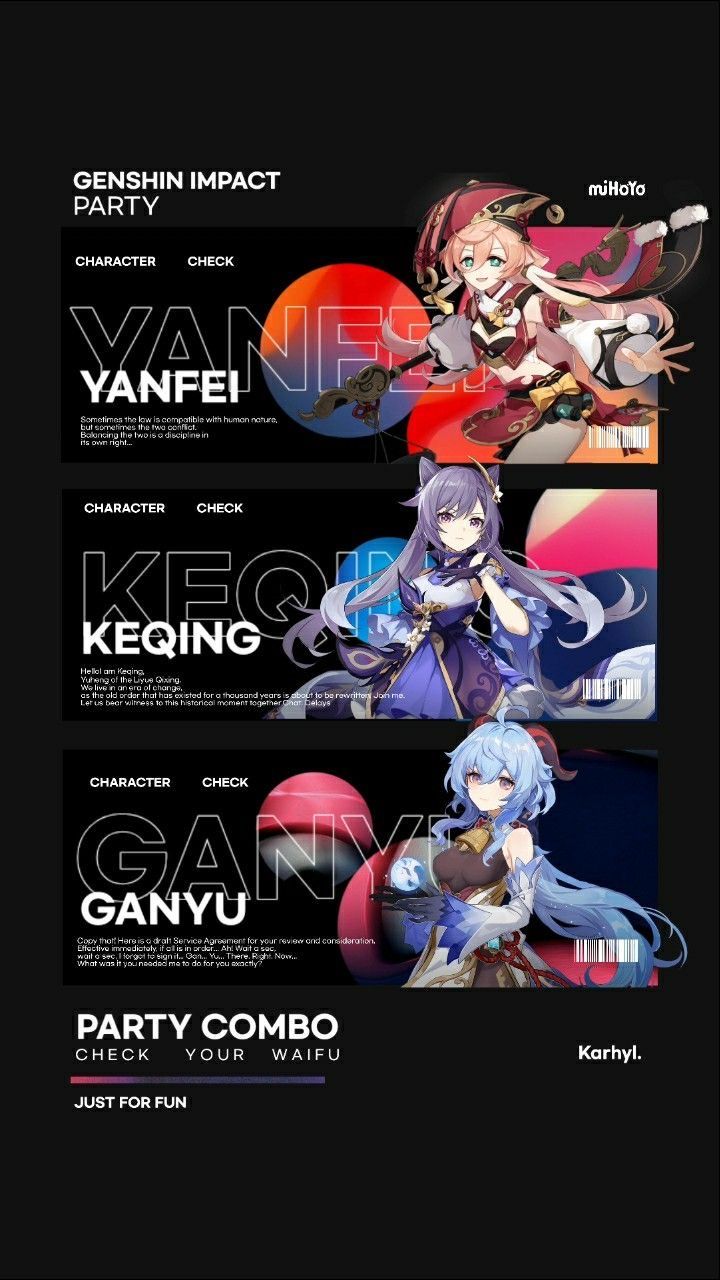 GENSHIN IMPACT
PARTY
miHoYo
CHARACTER CHECK
YANFEI
YANFEI
Sometimes the law is compatible with human nature,
but sometimes the two conflict.
Balancing the two is a discipline in
its own right...
CHARACTER CHECK
KEQING
KEQING
Hello! am Keqing,
Yuheng of the Liyue Qixing.
We live in an era of change,
as the old order that has existed for a thousand years is about to be rewritten. Join me.
Let us bear witness to this historical moment together.Chat: Delays
CHARACTER CHECK
GANYU
GANYU
Copy that! Here is a draft Service Agreement for your review and consideration.
Effective immediately, if all is in order... Ah! Wait a sec,
wait a sec, I forgot to sign it... Gan... Yu... There. Right. Now...
What was it you needed me to do for you exactly?
PARTY COMBO
CHECK YOUR WAIFU
Karhyl.
JUST FOR FUN